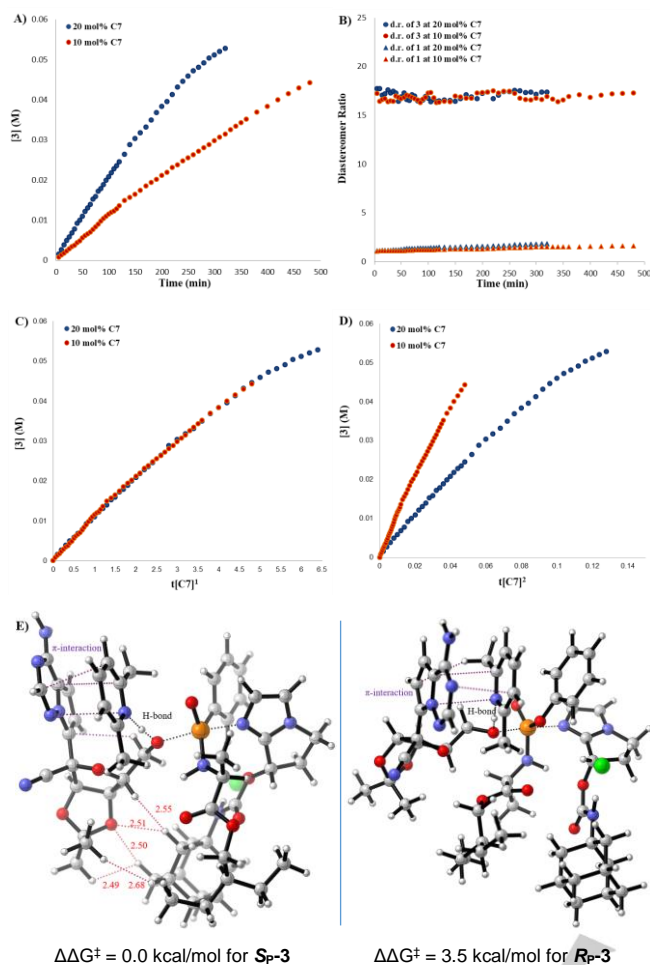 A)
20 mol% C7
10 mol% C7
[3] (M)
0.06
0.05
0.04
0.03
0.02
0.01
0
0 50 100 150 200 250 300 350 400 450 500
Time (min)
B)
d.r. of 3 at 20 mol% C7
d.r. of 3 at 10 mol% C7
d.r. of 1 at 20 mol% C7
d.r. of 1 at 10 mol% C7
Diastereomer Ratio
25
20
15
10
5
0
0 50 100 150 200 250 300 350 400 450 500
Time (min)
C)
20 mol% C7
10 mol% C7
[3] (M)
0.06
0.05
0.04
0.03
0.02
0.01
0
0 0.5 1 1.5 2 2.5 3 3.5 4 4.5 5 5.5 6 6.5
t[C7]¹
D)
20 mol% C7
10 mol% C7
[3] (M)
0.06
0.05
0.04
0.03
0.02
0.01
0
0 0.02 0.04 0.06 0.08 0.1 0.12 0.14
t[C7]²
E)
π-interaction
H-bond
2.55
2.51
2.50
2.49 2.68
π-interaction
H-bond
ΔΔG‡ = 0.0 kcal/mol for Sₚ-3
ΔΔG‡ = 3.5 kcal/mol for Rₚ-3